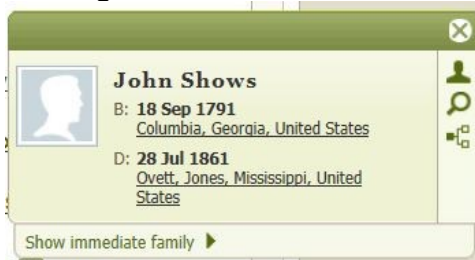 John Shows
B: 18 Sep 1791
Columbia, Georgia, United States
D: 28 Jul 1861
Ovett, Jones, Mississippi, United
States
Show immediate family